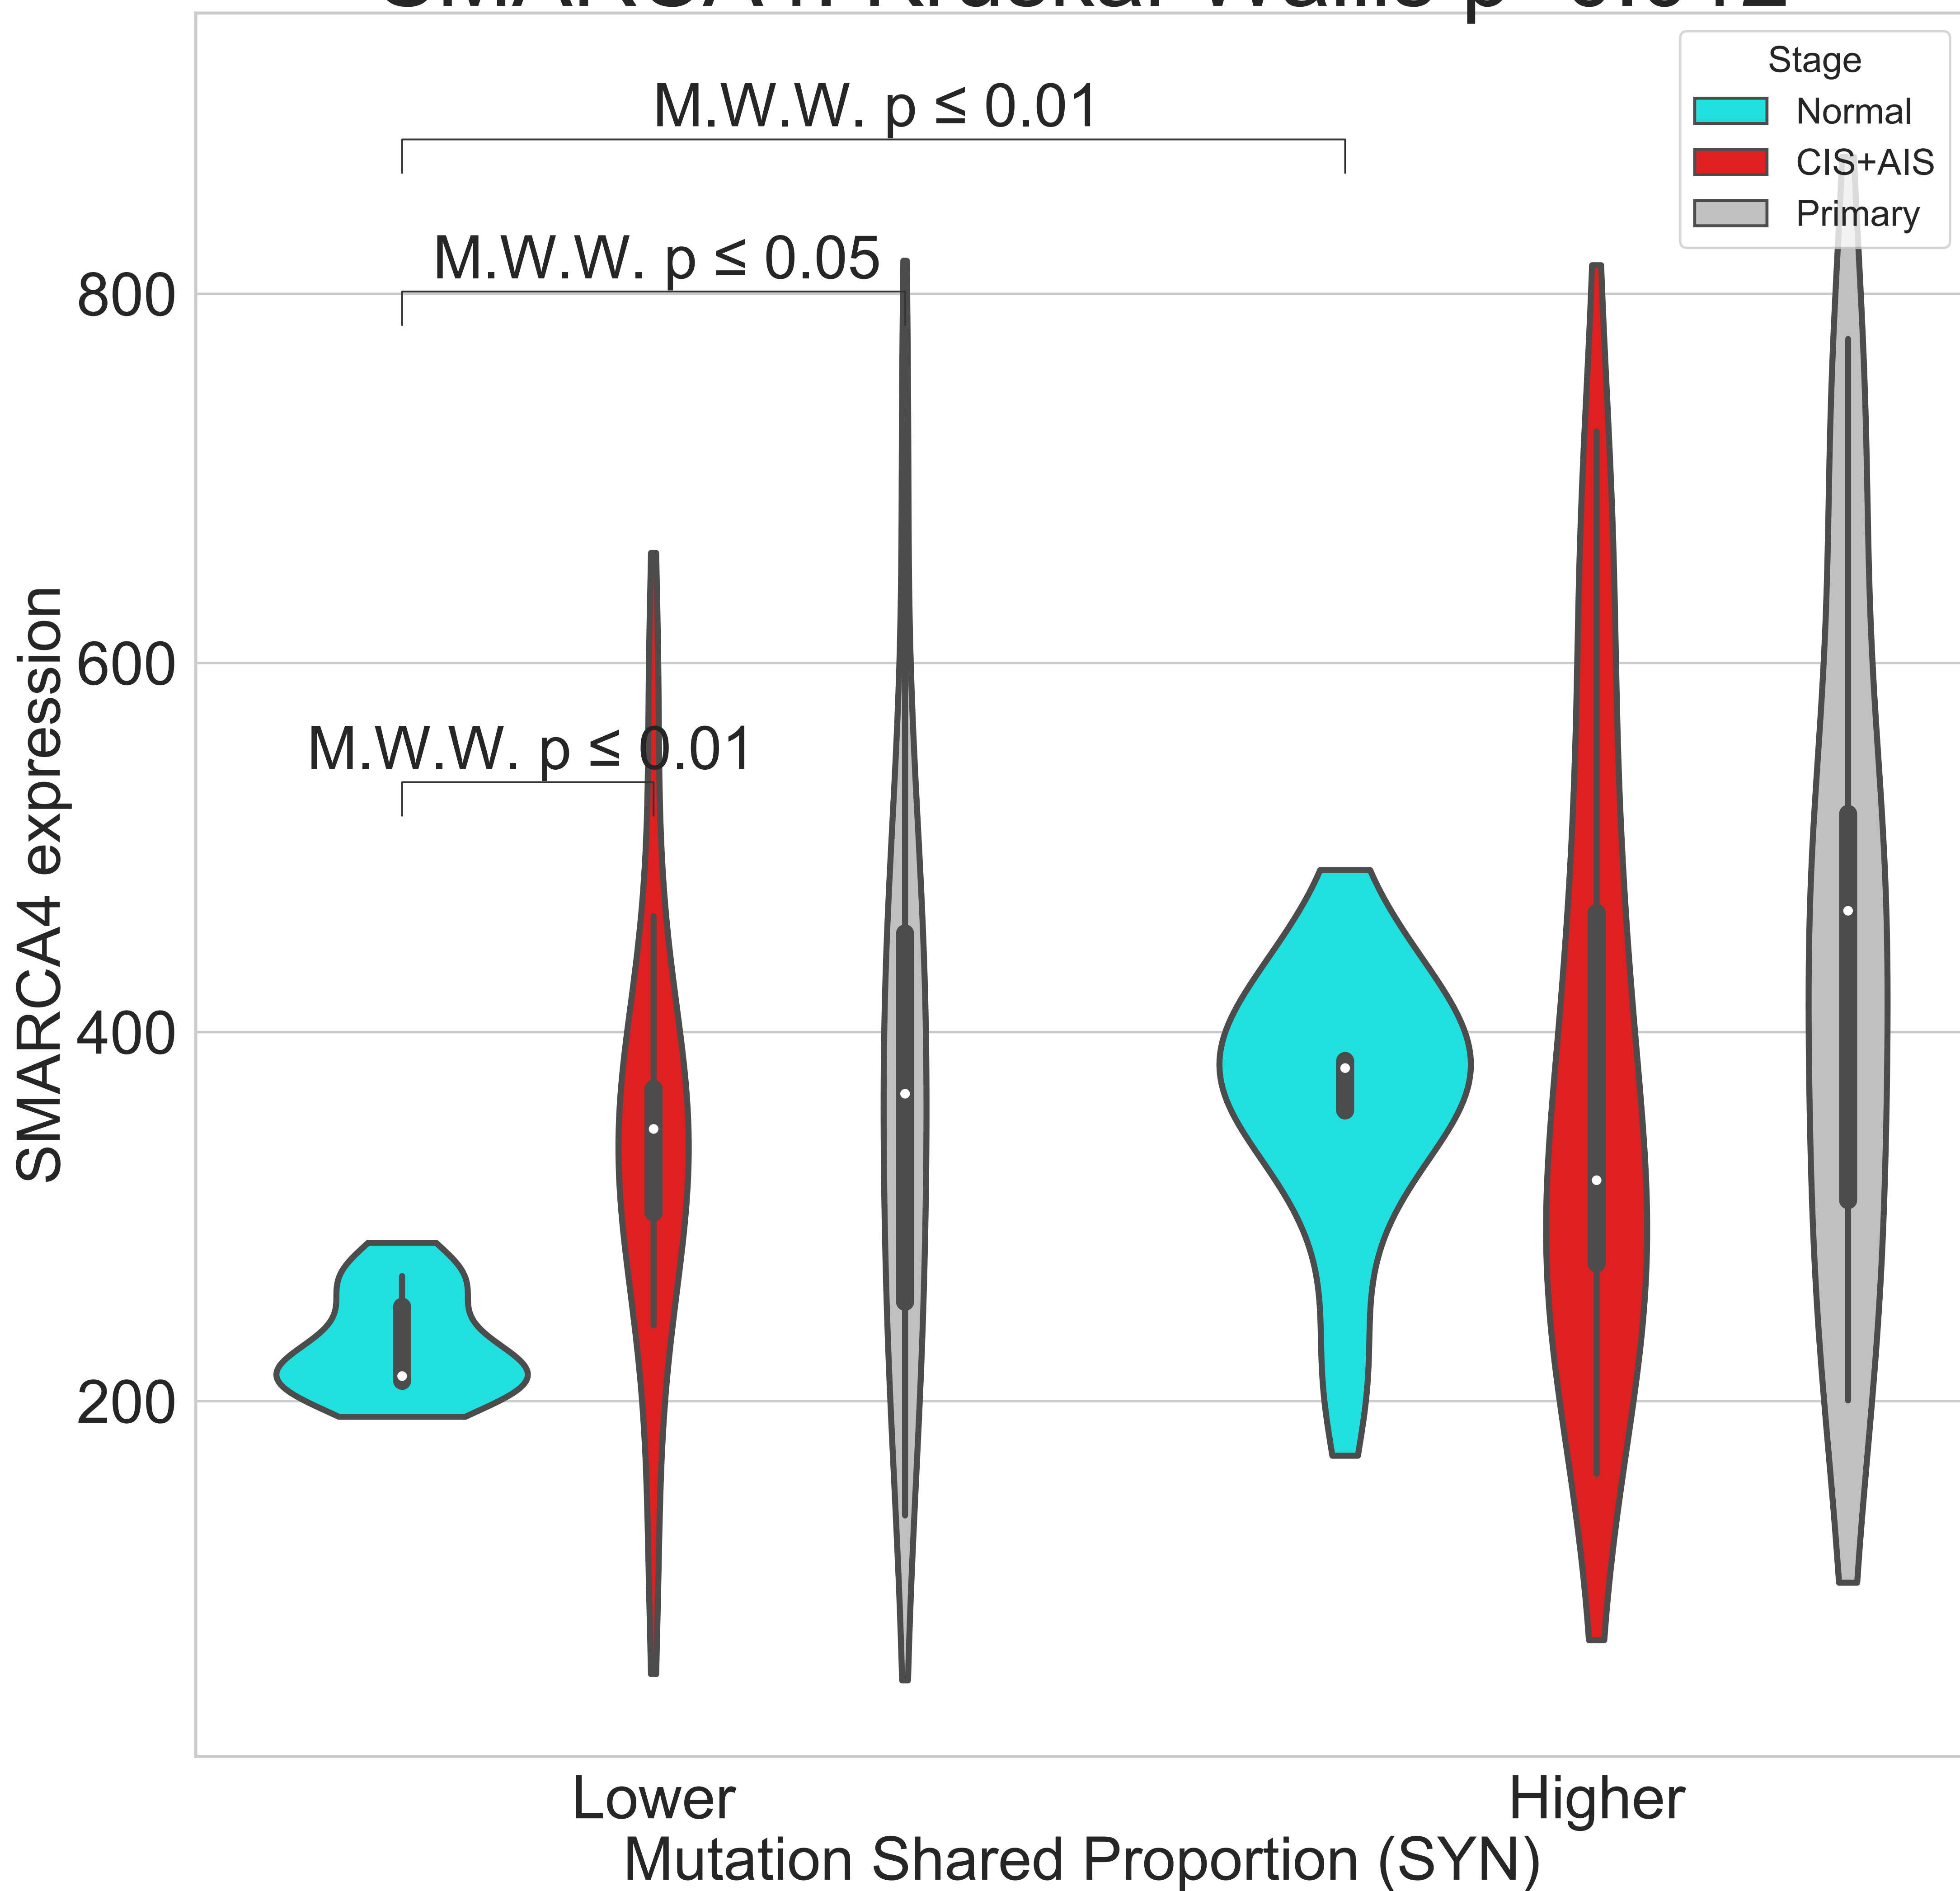 Stage
Normal
CIS+AIS
Primary
M.W.W. p ≤ 0.01
M.W.W. p ≤ 0.05
M.W.W. p ≤ 0.01
800
600
400
200
SMARCA4 expression
Lower
Higher
Mutation Shared Proportion (SYN)